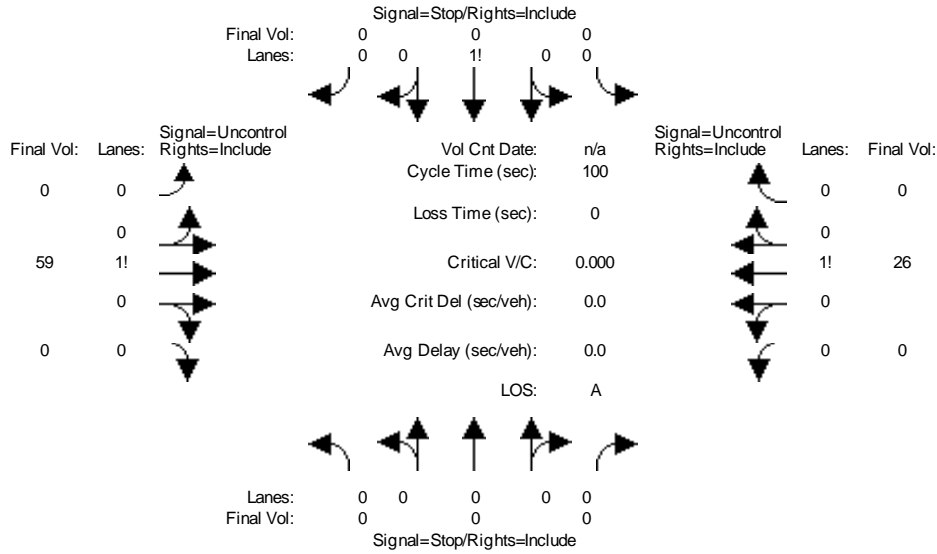 Signal=Stop/Rights=Include
Final Vol: 0 0 0
Lanes: 0 0 1! 0 0
Signal=Uncontrol Signal=Uncontrol
Final Vol: Lanes: Rights=Include Vol Cnt Date: n/a Rights=Include Lanes: Final Vol:
Cycle Time (sec): 100
0 0 0 0
Loss Time (sec): 0
0 0
59 1! Critical V/C: 0.000 1! 26
0 Avg Crit Del (sec/veh): 0.0 0
0 0 Avg Delay (sec/veh): 0.0 0 0
LOS: A
Lanes: 0 0 0 0 0
Final Vol: 0 0 0
Signal=Stop/Rights=Include